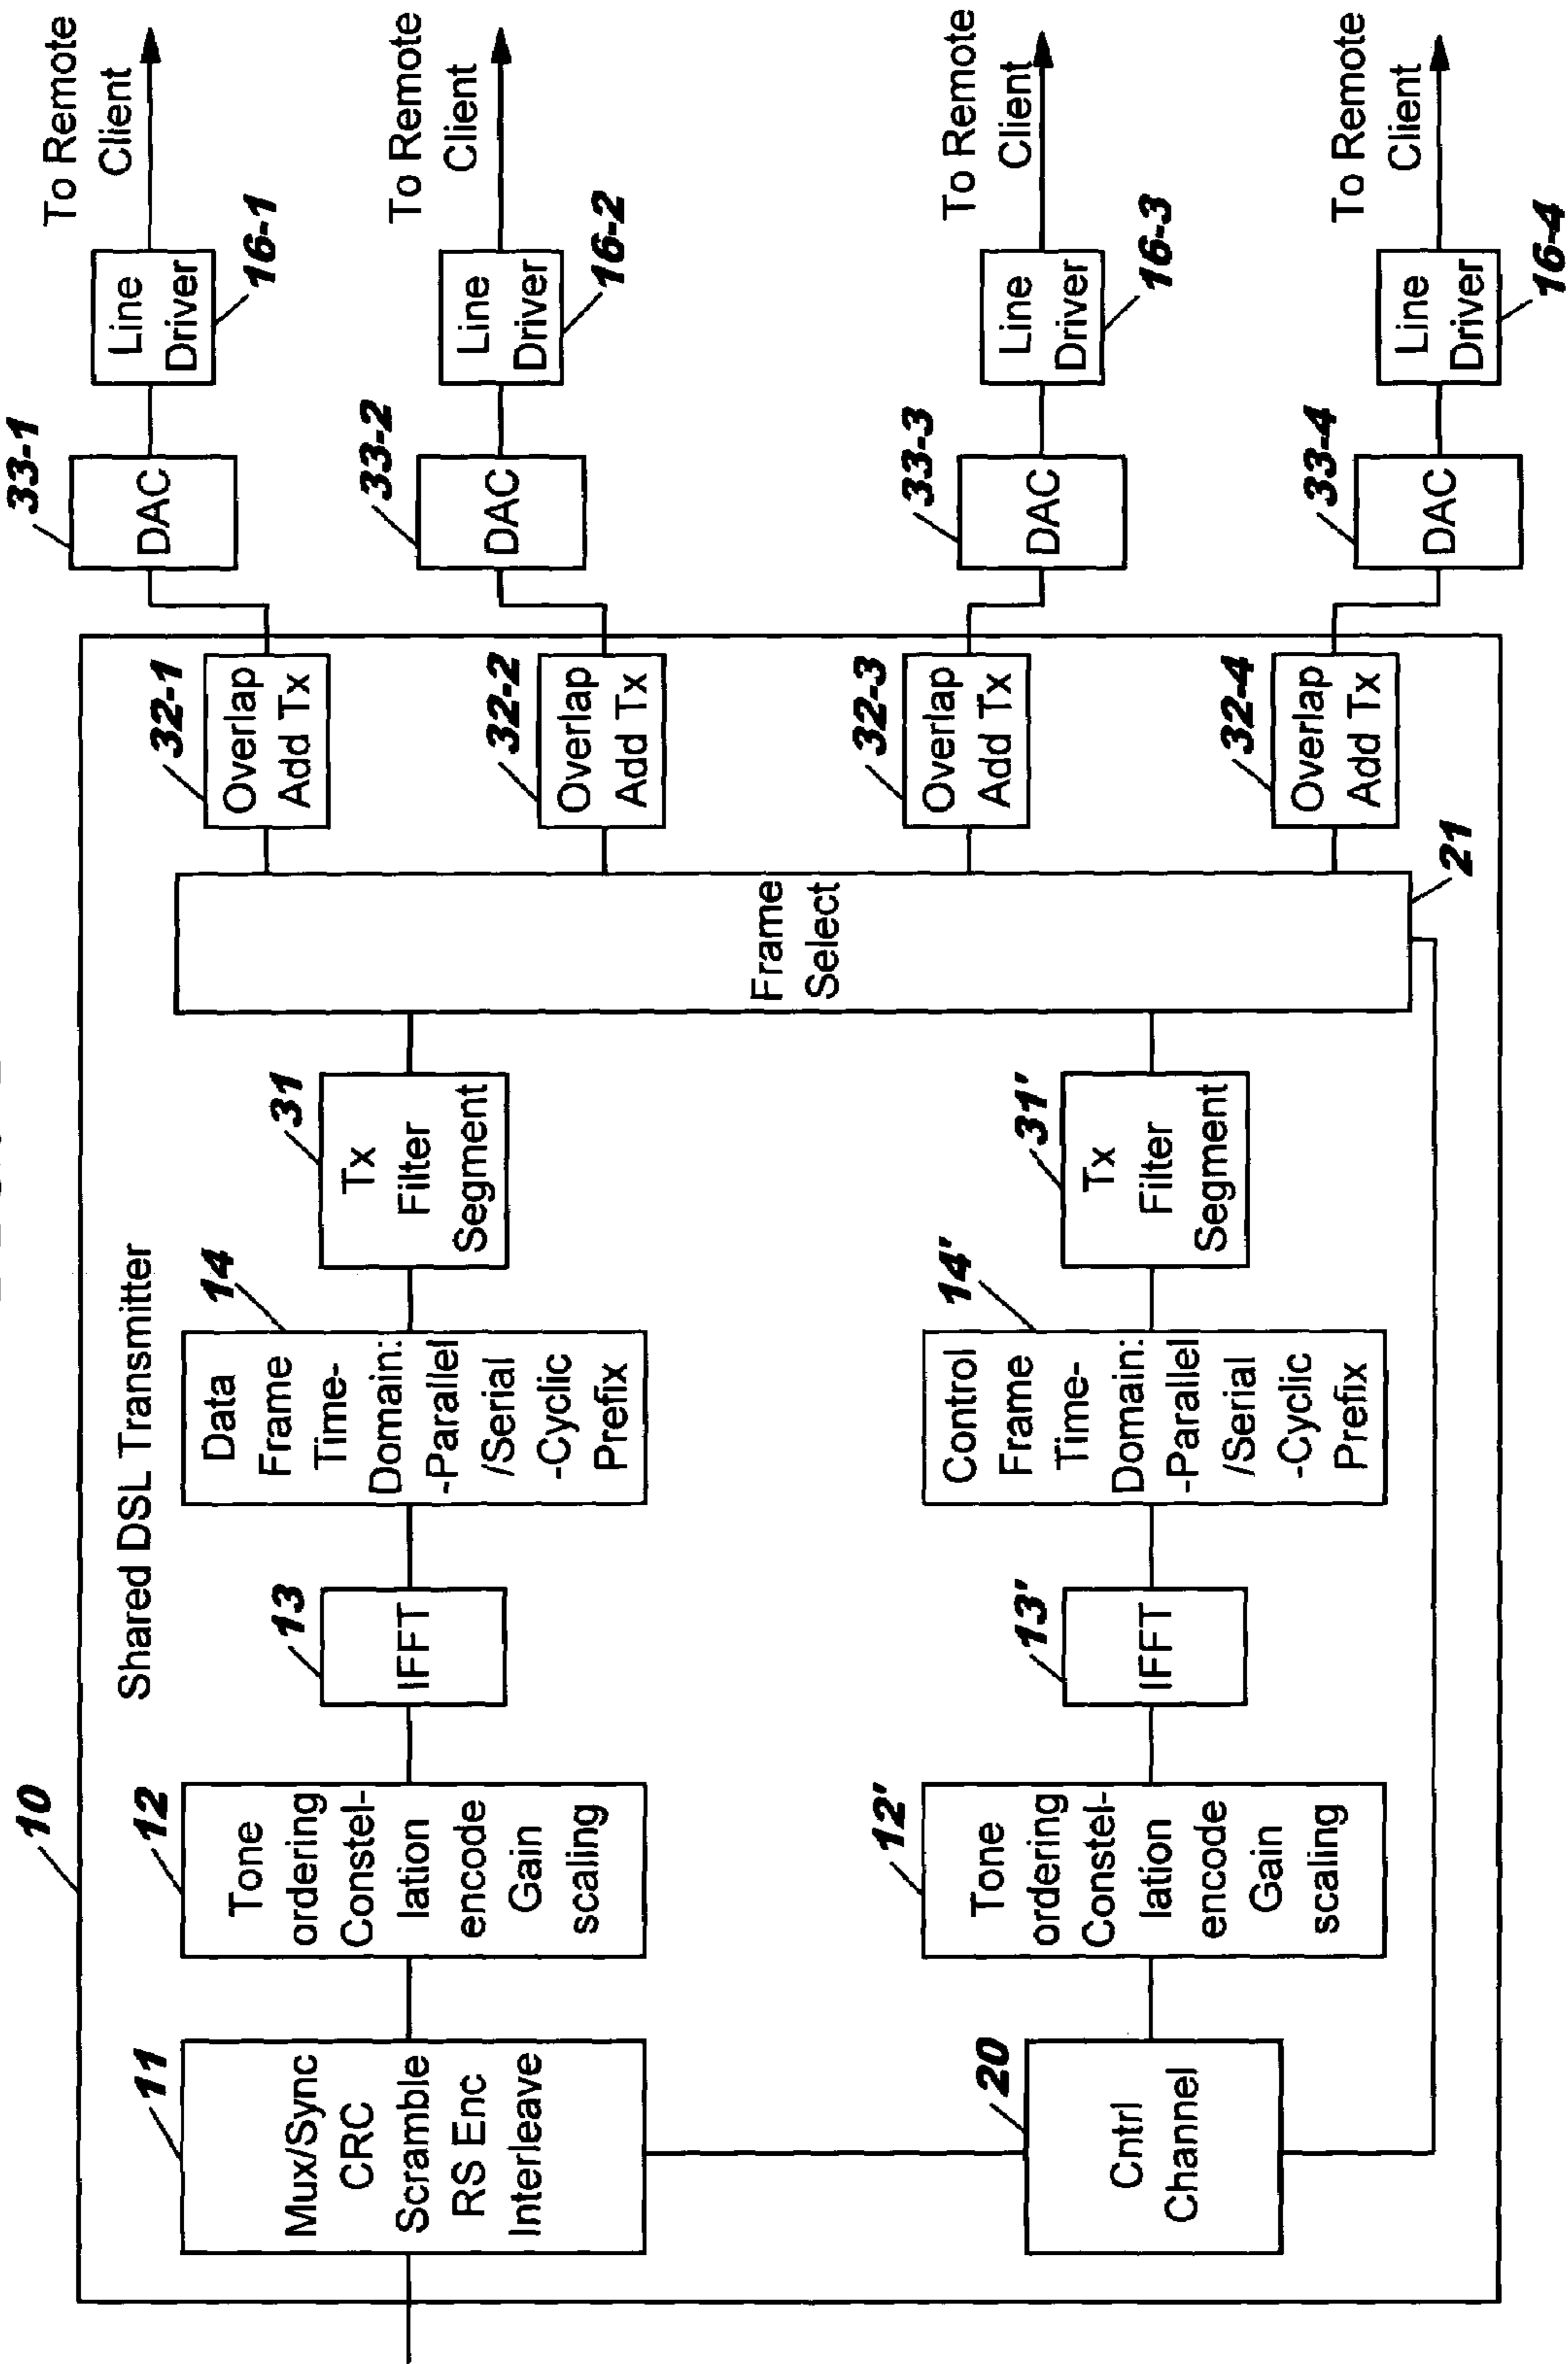 10
Shared DSL Transmitter
11
Mux/Sync
CRC
Scramble
RS Enc
Interleave
12
Tone
ordering
Constel-
lation
encode
Gain
scaling
13
IFFT
14
Data
Frame
Time-
Domain:
-Parallel
/Serial
-Cyclic
Prefix
31
Tx
Filter
Segment
20
Cntrl
Channel
12'
Tone
ordering
Constel-
lation
encode
Gain
scaling
13'
IFFT
14'
Control
Frame
Time-
Domain:
-Parallel
/Serial
-Cyclic
Prefix
31'
Tx
Filter
Segment
Frame
Select
21
32-1
Overlap
Add Tx
33-1
DAC
Line
Driver
16-1
To Remote
Client
32-2
Overlap
Add Tx
33-2
DAC
Line
Driver
16-2
To Remote
Client
32-3
Overlap
Add Tx
33-3
DAC
Line
Driver
16-3
To Remote
Client
32-4
Overlap
Add Tx
33-4
DAC
Line
Driver
16-4
To Remote
Client